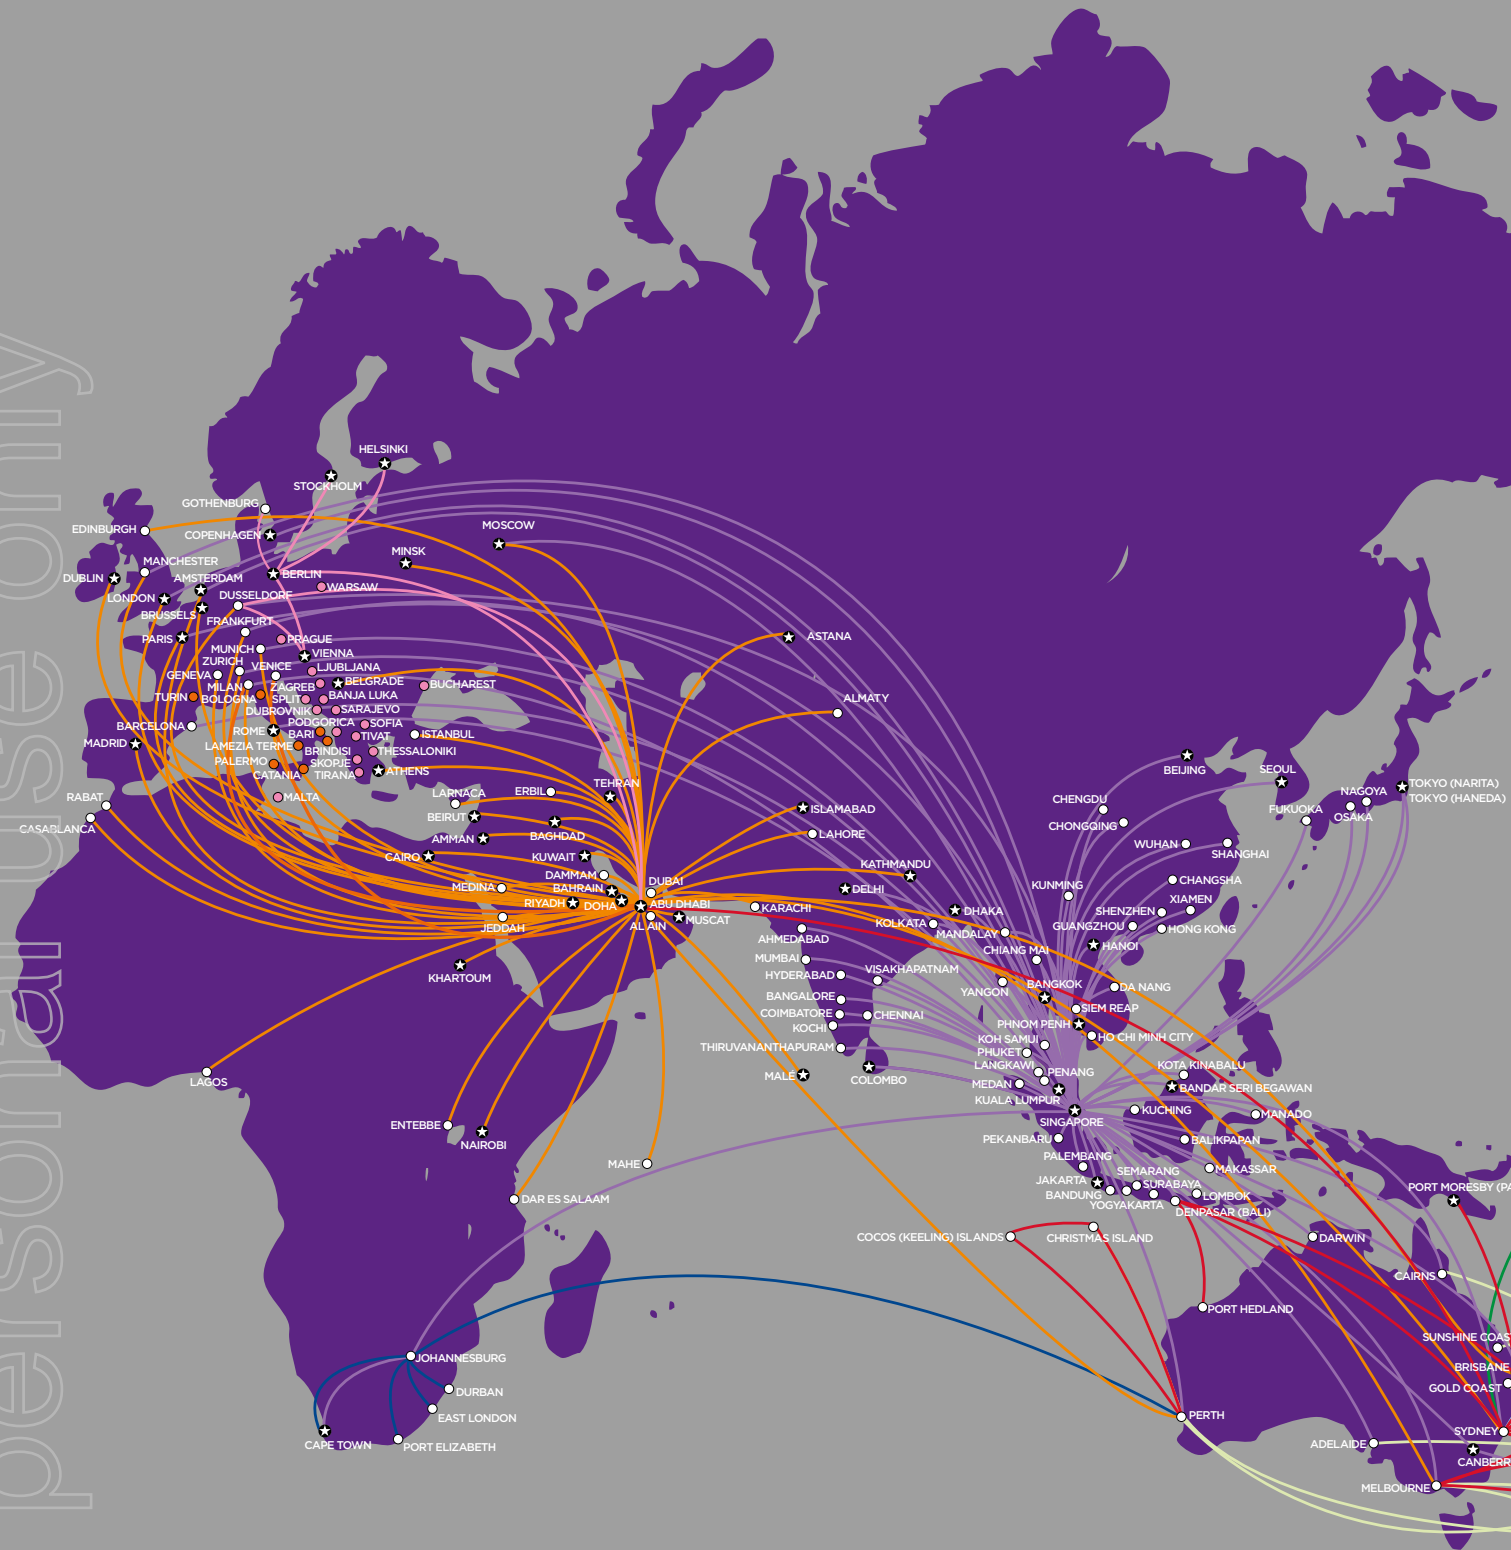 personal use only
HELSINKI
STOCKHOLM
GOTHENBURG
EDINBURGH
COPENHAGEN
MOSCOW
MINSK
MANCHESTER
DUBLIN
AMSTERDAM
BERLIN
WARSAW
LONDON
DUSSELDORF
BRUSSELS
FRANKFURT
PARIS
PRAGUE
ASTANA
MUNICH
VIENNA
ZURICH
VENICE
LJUBLJANA
GENEVA
BELGRADE
MILAN
ZAGREB
BUCHAREST
TURIN
BOLOGNA
SPLIT
BANJA LUKA
ALMATY
DUBROVNIK
SARAJEVO
BARCELONA
PODGORICA
SOFIA
ROME
BARI
TIVAT
ISTANBUL
MADRID
LAMEZIA TERME
BRINDISI
THESSALONIKI
PALERMO
SKOPJE
CATANIA
TIRANA
ATHENS
BEIJING
SEOUL
TEHRAN
TOKYO (NARITA)
TOKYO (HANEDA)
RABAT
MALTA
LARNACA
ERBIL
NAGOYA
CHENGDU
ISLAMABAD
FUKUOKA
OSAKA
BEIRUT
CASABLANCA
CHONGQING
BAGHDAD
LAHORE
AMMAN
WUHAN
SHANGHAI
CAIRO
KUWAIT
KATHMANDU
DAMMAM
DUBAI
CHANGSHA
MEDINA
BAHRAIN
DELHI
KUNMING
XIAMEN
RIYADH
DOHA
ABU DHABI
KARACHI
DHAKA
SHENZHEN
MUSCAT
JEDDAH
AL AIN
KOLKATA
GUANGZHOU
HONG KONG
AHMEDABAD
MANDALAY
HANOI
CHIANG MAI
MUMBAI
KHARTOUM
HYDERABAD
VISAKHAPATNAM
BANGKOK
DA NANG
YANGON
BANGALORE
SIEM REAP
COIMBATORE
CHENNAI
PHNOM PENH
KOCHI
HO CHI MINH CITY
KOH SAMUI
THIRUVANANTHAPURAM
PHUKET
LANGKAWI
KOTA KINABALU
PENANG
LAGOS
MALÉ
COLOMBO
MEDAN
BANDAR SERI BEGAWAN
KUALA LUMPUR
KUCHING
MANADO
ENTEBBE
SINGAPORE
NAIROBI
PEKANBARU
BALIKPAPAN
PALEMBANG
MAHE
SEMARANG
MAKASSAR
JAKARTA
SURABAYA
PORT MORESBY (PA
BANDUNG
LOMBOK
DAR ES SALAAM
YOGYAKARTA
DENPASAR (BALI)
COCOS (KEELING) ISLANDS
CHRISTMAS ISLAND
DARWIN
CAIRNS
PORT HEDLAND
SUNSHINE COAS
JOHANNESBURG
BRISBANE
DURBAN
GOLD COAST
EAST LONDON
PERTH
SYDNEY
CAPE TOWN
PORT ELIZABETH
ADELAIDE
CANBERR
MELBOURNE